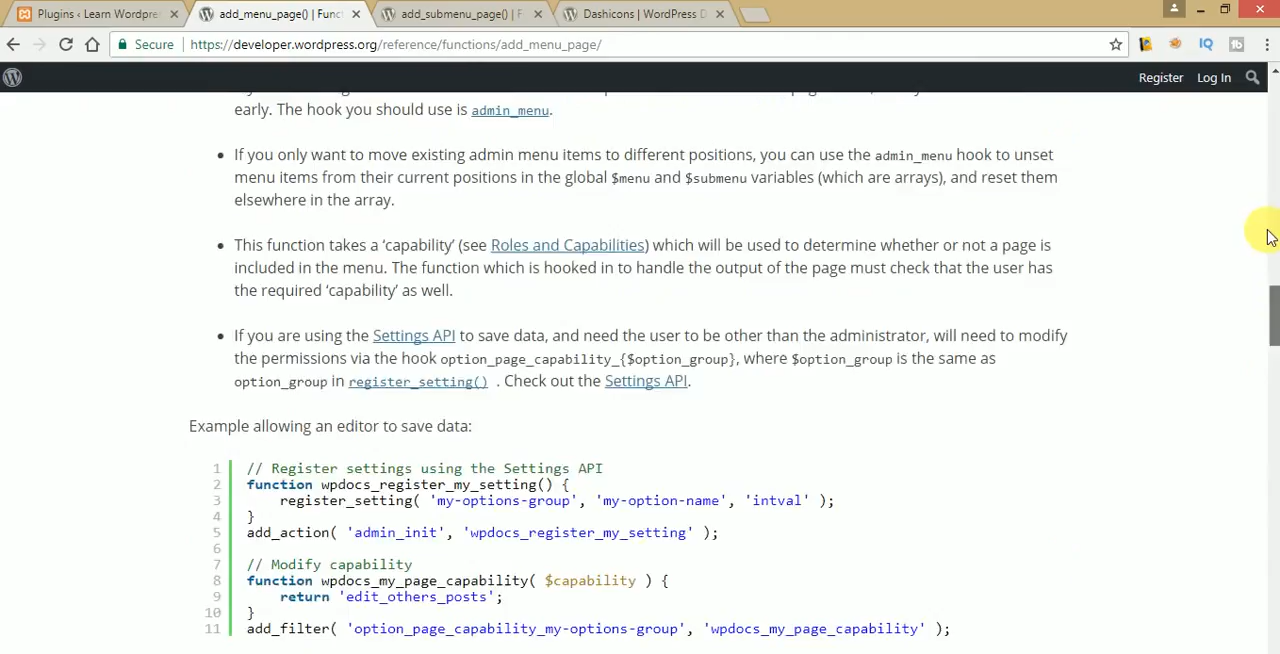 Plugins ‹ Learn Wordpre
add_menu_page() | Func
add_submenu_page() | F
Dashicons | WordPress D
Secure
https://developer.wordpress.org/reference/functions/add_menu_page/
IQ
Register
Log In
early. The hook you should use is admin_menu.
• If you only want to move existing admin menu items to different positions, you can use the admin_menu hook to unset
menu items from their current positions in the global $menu and $submenu variables (which are arrays), and reset them
elsewhere in the array.
• This function takes a ‘capability’ (see Roles and Capabilities) which will be used to determine whether or not a page is
included in the menu. The function which is hooked in to handle the output of the page must check that the user has
the required ‘capability’ as well.
• If you are using the Settings API to save data, and need the user to be other than the administrator, will need to modify
the permissions via the hook option_page_capability_{$option_group}, where $option_group is the same as
option_group in register_setting() . Check out the Settings API.
Example allowing an editor to save data:
1 // Register settings using the Settings API
2 function wpdocs_register_my_setting() {
3 register_setting( 'my-options-group', 'my-option-name', 'intval' );
4 }
5 add_action( 'admin_init', 'wpdocs_register_my_setting' );
6
7 // Modify capability
8 function wpdocs_my_page_capability( $capability ) {
9 return 'edit_others_posts';
10 }
11 add_filter( 'option_page_capability_my-options-group', 'wpdocs_my_page_capability' );